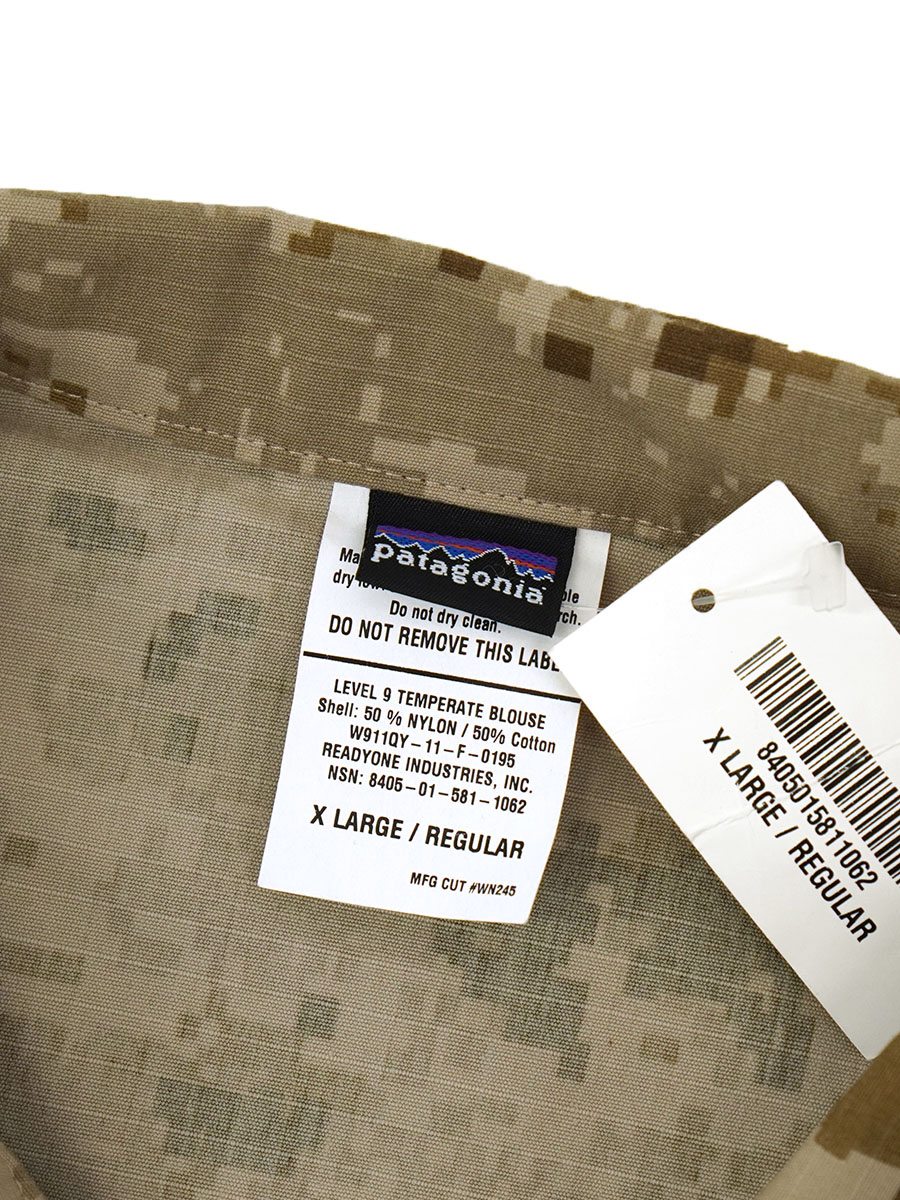 patagonia
Do not dry clean.
DO NOT REMOVE THIS
LEVEL 9 TEMPERATE BLOUSE
Shell: 50 % NYLON / 50% Cotton
W911QY-11-F-0195
READYONE INDUSTRIES, INC.
NSN: 8405-01-581-1062
X LARGE / REGULAR
MFG CUT #WN245
8405015811062
X LARGE / REGULAR